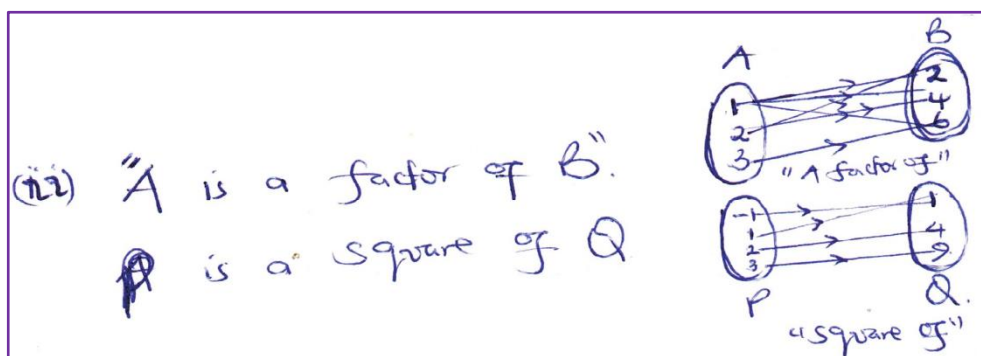 (iii) "A is a factor of B".
P is a square of Q
A
B
1
2
3
2
4
6
"A factor of"
-1
1
2
3
1
4
9
P
Q.
"square of"